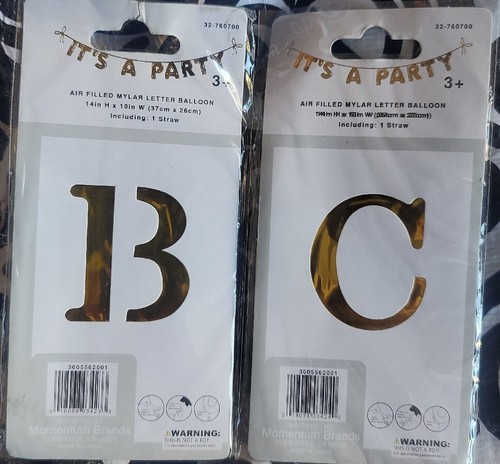 32-760700
IT'S A PARTY
3+
AIR FILLED MYLAR LETTER BALLOON
14in H x 10in W (37cm x 26cm)
Including: 1 Straw
B
3005562001
Momentum Brands
WARNING:
THIS IS NOT A TOY.
32-760700
IT'S A PARTY
3+
AIR FILLED MYLAR LETTER BALLOON
Including: 1 Straw
C
3005562001
Momentum Brands
WARNING:
THIS IS NOT A TOY.